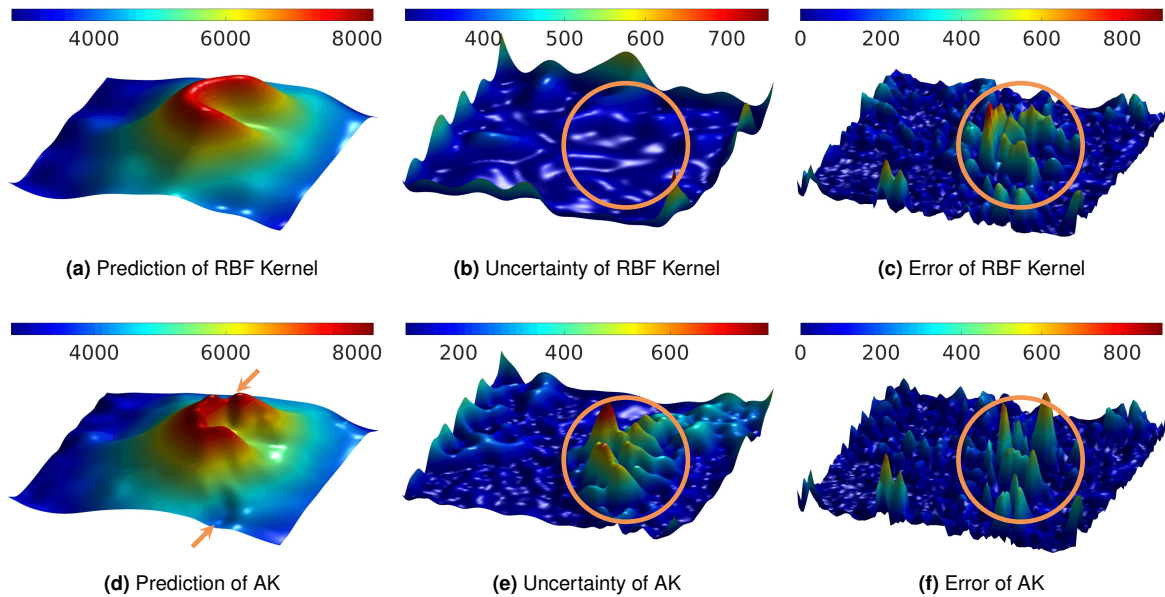 4000 6000 8000
400 500 600 700
0 200 400 600 800
(a) Prediction of RBF Kernel
(b) Uncertainty of RBF Kernel
(c) Error of RBF Kernel
4000 6000 8000
200 400 600
0 200 400 600 800
(d) Prediction of AK
(e) Uncertainty of AK
(f) Error of AK